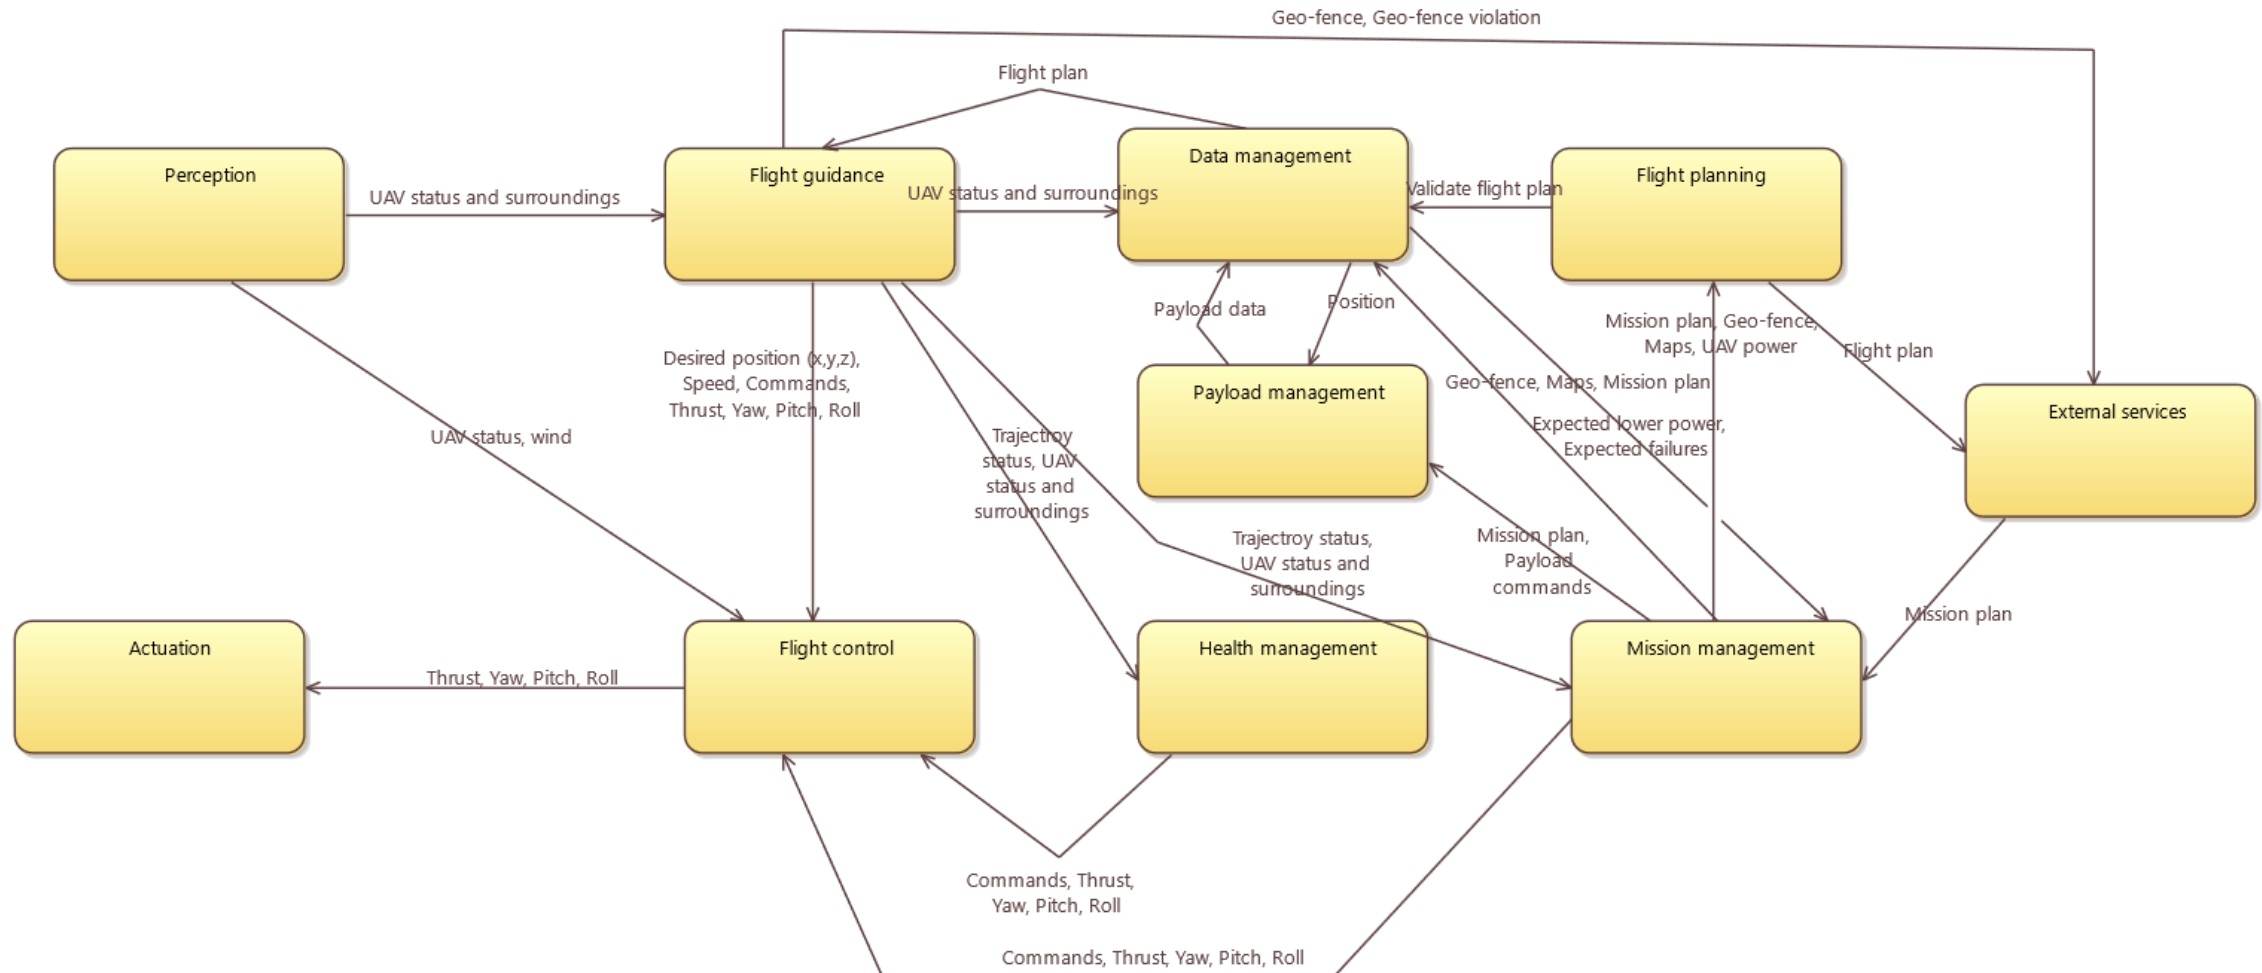 Geo-fence, Geo-fence violation
Flight plan
Data management
Perception
Flight guidance
Flight planning
UAV status and surroundings
UAV status and surroundings
Validate flight plan
Payload data
Position
Mission plan, Geo-fence,
Maps, UAV power
Flight plan
Desired position (x,y,z),
Speed, Commands,
Thrust, Yaw, Pitch, Roll
Payload management
Geo-fence, Maps, Mission plan
External services
Expected lower power,
Expected failures
UAV status, wind
Trajectroy
status, UAV
status and
surroundings
Trajectroy status,
UAV status and
surroundings
Mission plan,
Payload
commands
Mission plan
Actuation
Flight control
Health management
Mission management
Thrust, Yaw, Pitch, Roll
Commands, Thrust,
Yaw, Pitch, Roll
Commands, Thrust, Yaw, Pitch, Roll